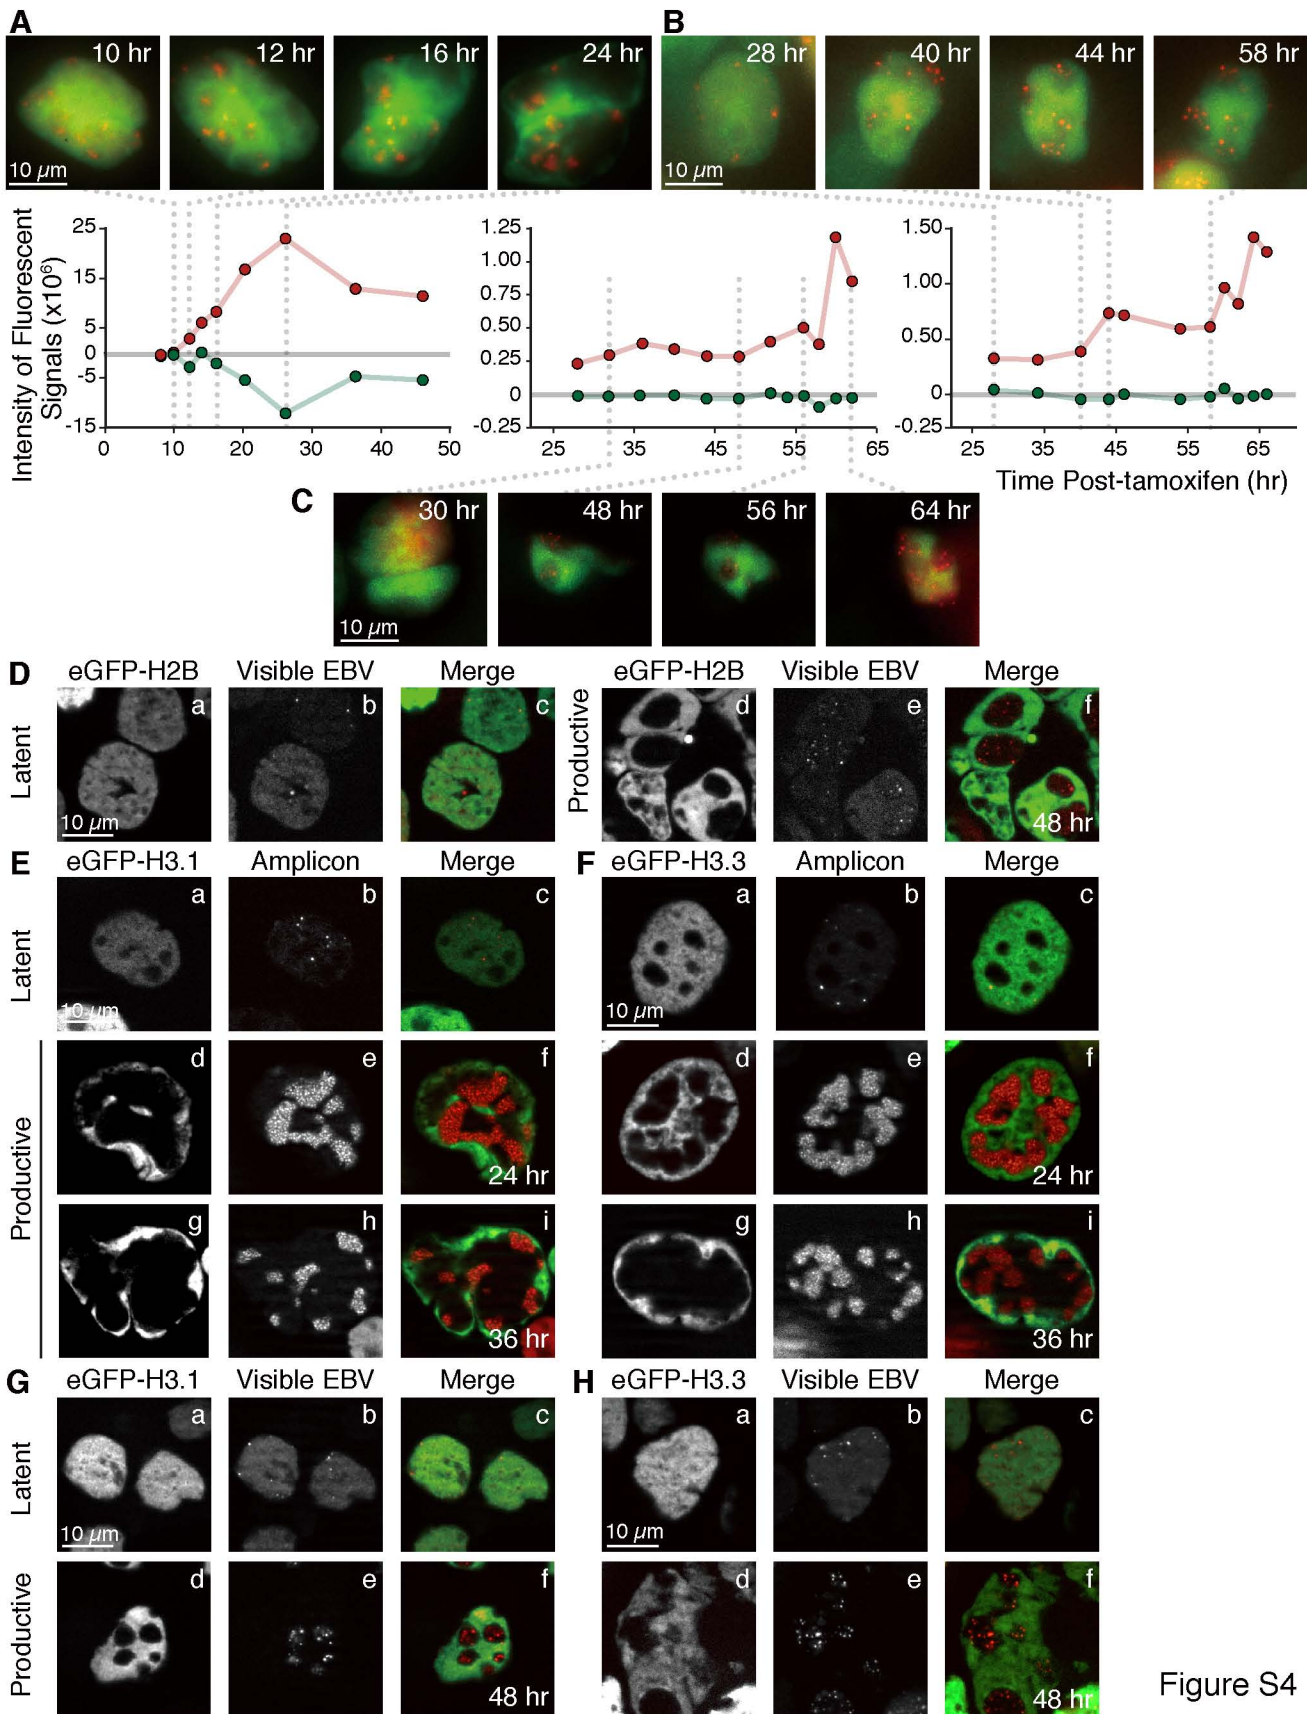 A
B
10 hr
12 hr
16 hr
24 hr
28 hr
40 hr
44 hr
58 hr
10 µm
10 µm
Intensity of Fluorescent
Signals (x10⁶)
25
15
5
0
-5
-15
0
10
20
30
40
50
1.25
1.00
0.75
0.50
0.25
0
-0.25
25
35
45
55
65
1.50
1.00
0.50
0
-0.25
25
35
45
55
65
Time Post-tamoxifen (hr)
C
30 hr
48 hr
56 hr
64 hr
10 µm
D
eGFP-H2B
Visible EBV
Merge
eGFP-H2B
Visible EBV
Merge
Latent
a
b
c
Productive
d
e
f
10 µm
48 hr
E
eGFP-H3.1
Amplicon
Merge
F
eGFP-H3.3
Amplicon
Merge
Latent
a
b
c
a
b
c
10 µm
10 µm
Productive
d
e
f
d
e
f
24 hr
24 hr
g
h
i
g
h
i
36 hr
36 hr
G
eGFP-H3.1
Visible EBV
Merge
H
eGFP-H3.3
Visible EBV
Merge
Latent
a
b
c
a
b
c
10 µm
10 µm
Productive
d
e
f
d
e
f
48 hr
48 hr
Figure S4